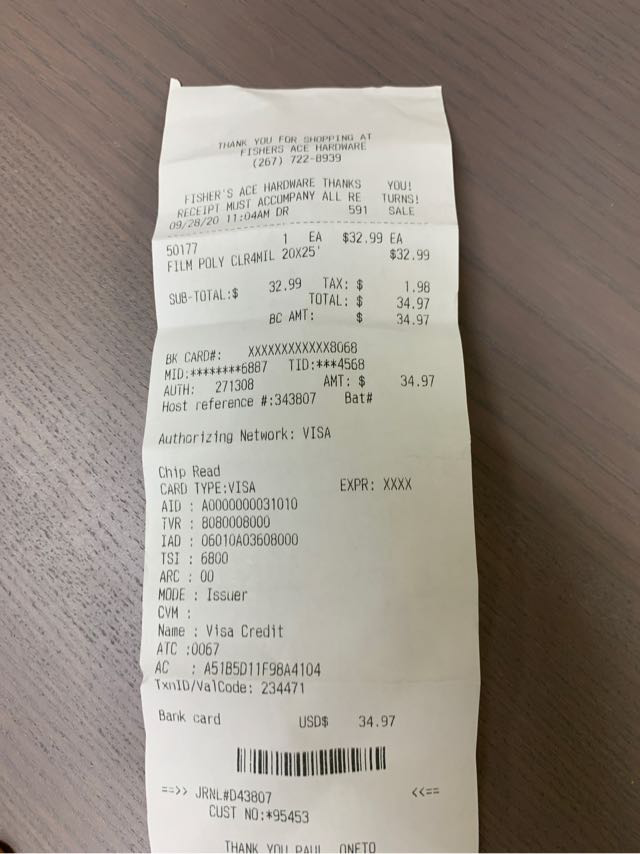 THANK YOU FOR SHOPPING AT
FISHERS ACE HARDWARE
(267) 722-8939
FISHER'S ACE HARDWARE THANKS YOU!
RECEIPT MUST ACCOMPANY ALL RE TURNS!
09/28/20 11:04AM DR 591 SALE
50177 1 EA $32.99 EA
FILM POLY CLR4MIL 20X25' $32.99
SUB-TOTAL:$ 32.99 TAX: $ 1.98
TOTAL: $ 34.97
BC AMT: $ 34.97
BK CARD#: XXXXXXXXXXXX8068
MID:********6887 TID:***4568
AUTH: 271308 AMT: $ 34.97
Host reference #:343807 Bat#
Authorizing Network: VISA
Chip Read
CARD TYPE:VISA EXPR: XXXX
AID : A0000000031010
TVR : 8080008000
IAD : 06010A03608000
TSI : 6800
ARC : 00
MODE : Issuer
CVM :
Name : Visa Credit
ATC :0067
AC : A51B5D11F98A4104
TxnID/ValCode: 234471
Bank card USD$ 34.97
==>> JRNL#D43807 <<==
CUST NO:*95453
THANK YOU PAUL ONETO